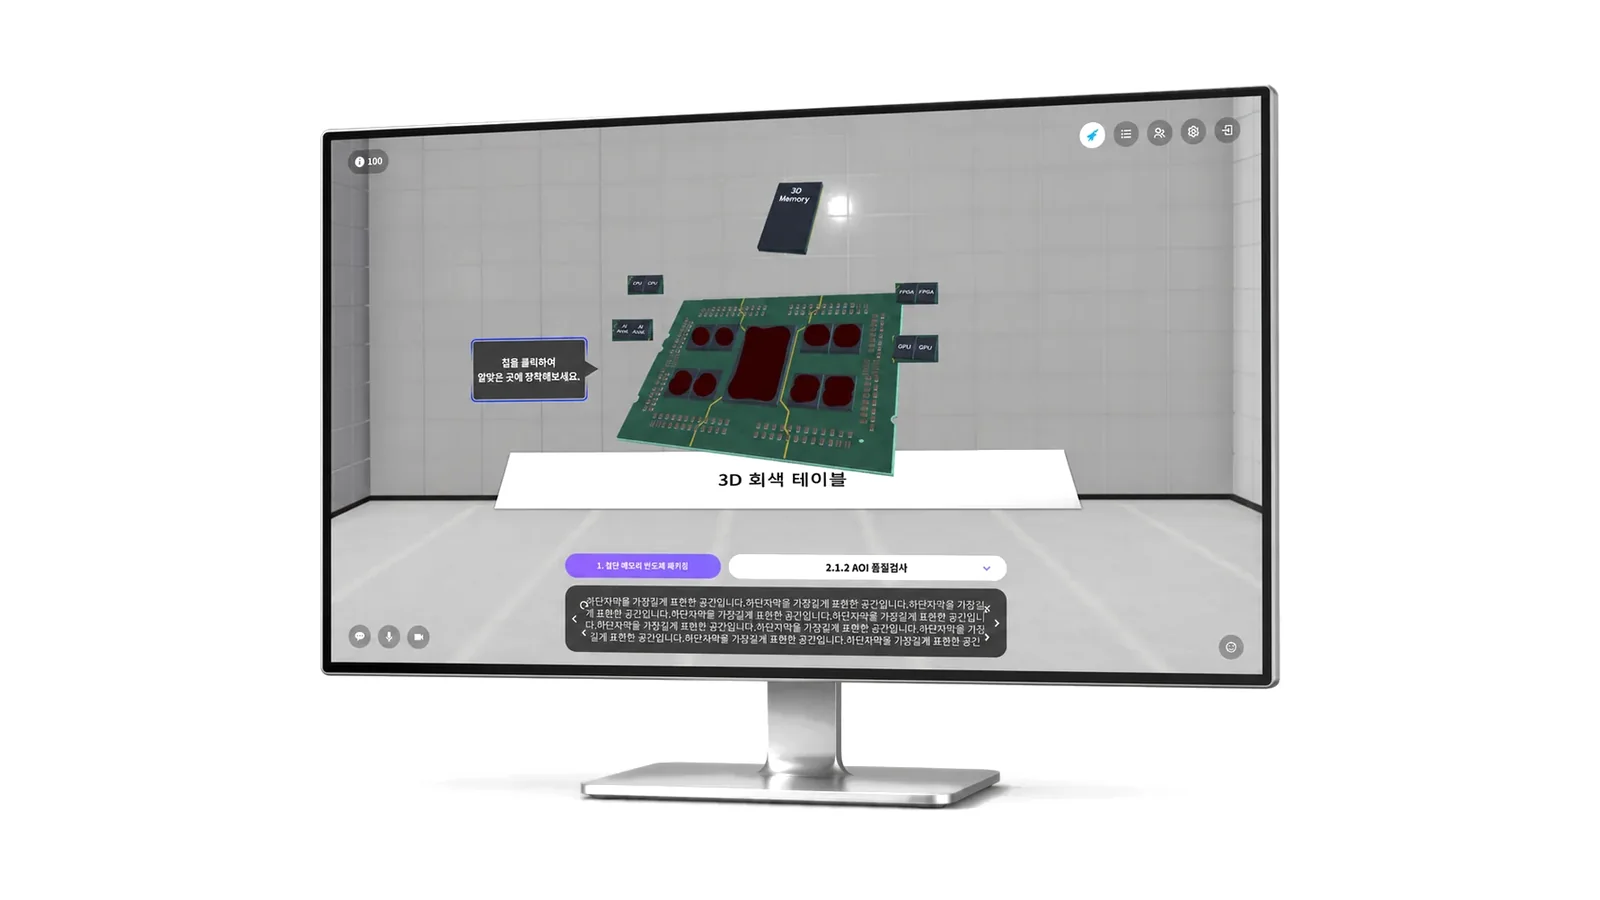 100
3D
Memory
CPU CPU
FPGA FPGA
AI AI
GPU GPU
칩을 클릭하여
알맞은 곳에 장착해보세요.
3D 회색 테이블
1. 첨단 메모리 반도체 패키징
2.1.2 AOI 품질검사
하단자막을 가장길게 표현한 공간입니다.하단자막을 가장길게 표현한 공간입니다.하단자막을 가장길
게 표현한 공간입니다.하단자막을 가장길게 표현한 공간입니다.하단자막을 가장길게 표현한 공간입니
다.하단자막을 가장길게 표현한 공간입니다.하단자막을 가장길게 표현한 공간입니다.하단자막을 가장
길게 표현한 공간입니다.하단자막을 가장길게 표현한 공간입니다.하단자막을 가장길게 표현한 공간